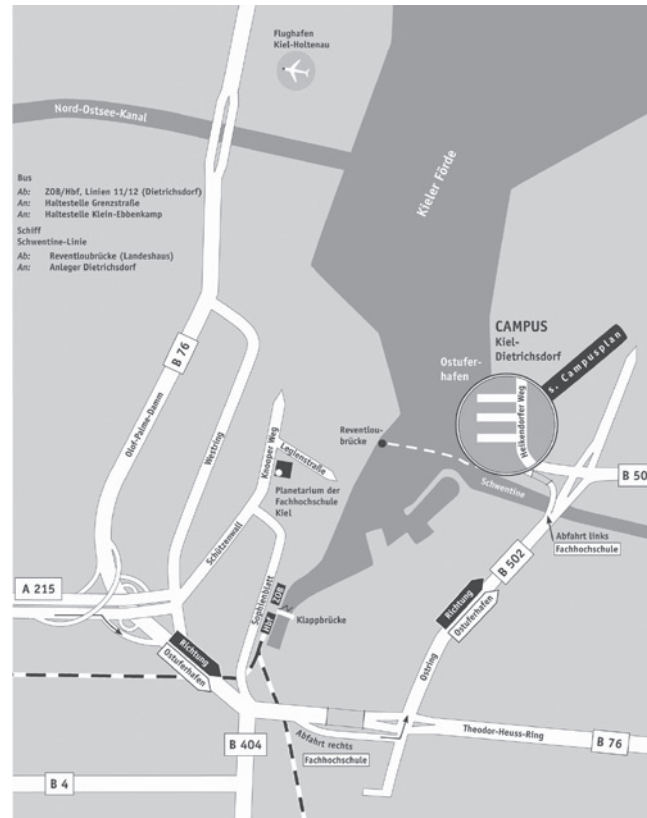 Flughafen
Kiel-Holtenau
Nord-Ostsee-Kanal
Kieler Förde
Bus
Ab: ZOB/Hbf, Linien 11/12 (Dietrichsdorf)
An: Haltestelle Grenzstraße
An: Haltestelle Klein-Ebbenkamp
Schiff
Schwentine-Linie
Ab: Reventloubrücke (Landeshaus)
An: Anleger Dietrichsdorf
CAMPUS
Kiel-
Dietrichsdorf
s. Campusplan
Ostufer-
hafen
Heikendorfer Weg
B 76
Olof-Palme-Damm
Westring
Knooper Weg
Legienstraße
Reventlou-
brücke
Planetarium der
Fachhochschule
Kiel
Schwentine
B 50
Abfahrt links
Fachhochschule
B 502
Schützenwall
A 215
Sophienblatt
ZOB
Hbf
Klappbrücke
Richtung
Ostuferhafen
Richtung
Ostuferhafen
Ostring
B 404
Abfahrt rechts
Fachhochschule
Theodor-Heuss-Ring
B 76
B 4